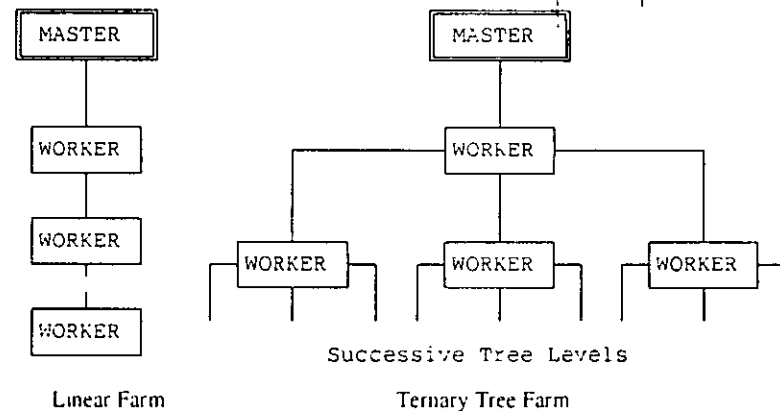 MASTER
MASTER
WORKER
WORKER
WORKER
WORKER
WORKER
WORKER
WORKER
Successive Tree Levels
Linear Farm
Ternary Tree Farm